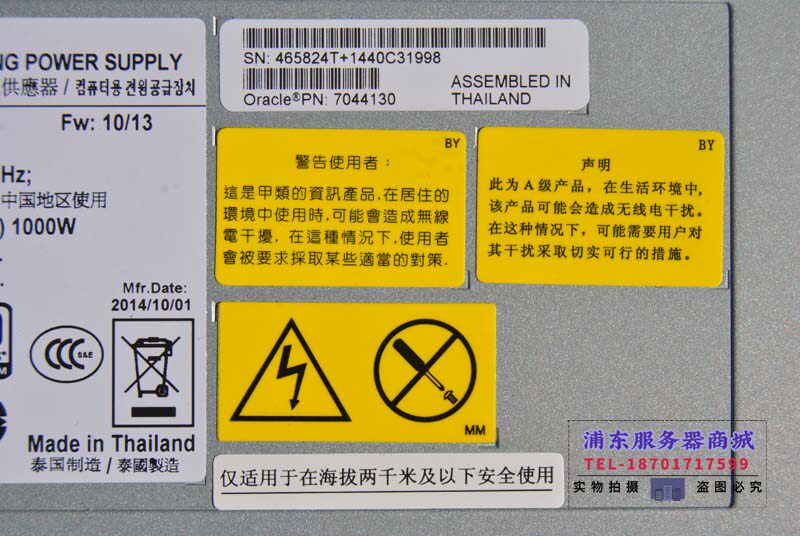 NG POWER SUPPLY
供應器 / 컴퓨터용 전원공급장치
Fw: 10/13
Hz;
中国地区使用
) 1000W
Mfr.Date:
2014/10/01
CCC S&E
M
Made in Thailand
泰国制造 / 泰國製造
SN: 465824T+1440C31998
Oracle®PN: 7044130
ASSEMBLED IN
THAILAND
BY
警告使用者：
這是甲類的資訊產品,在居住的
環境中使用時,可能會造成無線
電干擾, 在這種情況下,使用者
會被要求採取某些適當的對策.
BY
声明
此为 A 级产品，在生活环境中,
该产品可能会造成无线电干扰。
在这种情况下，可能需要用户对
其干扰采取切实可行的措施。
MM
仅适用于在海拔两千米及以下安全使用
浦东服务器商城
TEL-18701717599
实物拍摄 盗图必究